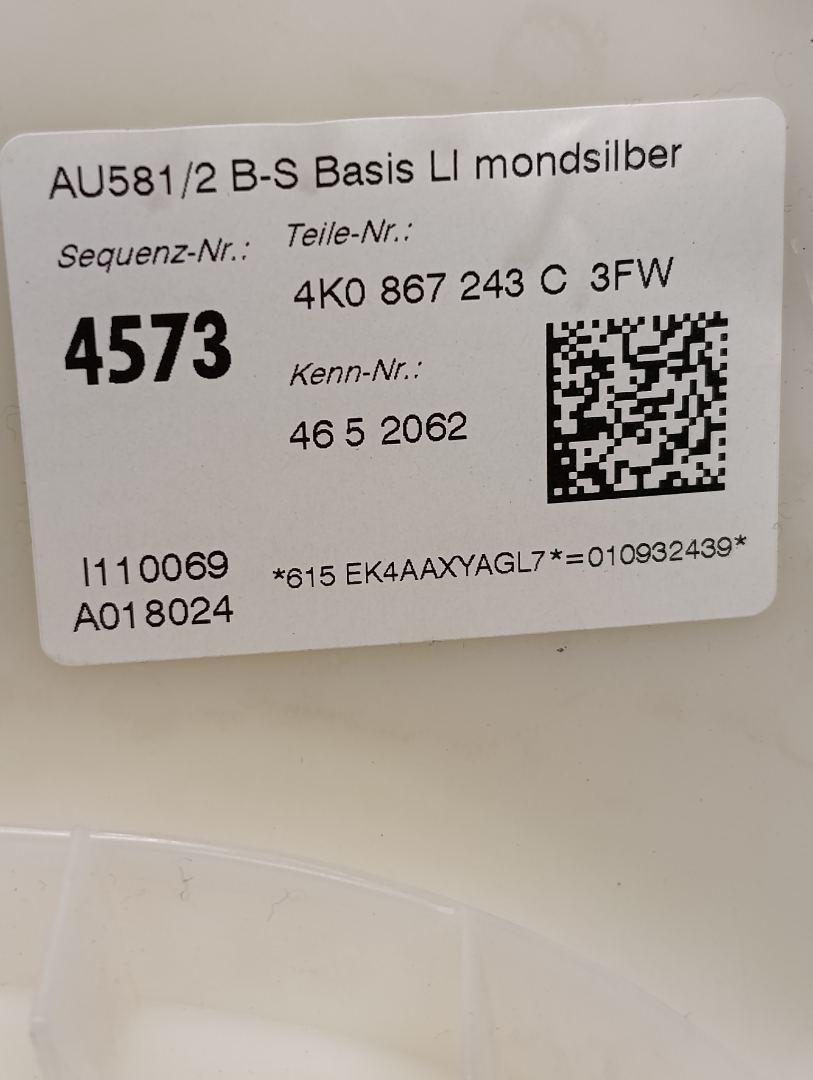 AU581/2 B-S Basis LI mondsilber
Sequenz-Nr.:
4573
Teile-Nr.:
4K0 867 243 C 3FW
Kenn-Nr.:
46 5 2062
I110069
A018024
*615 EK4AAXYAGL7*=010932439*